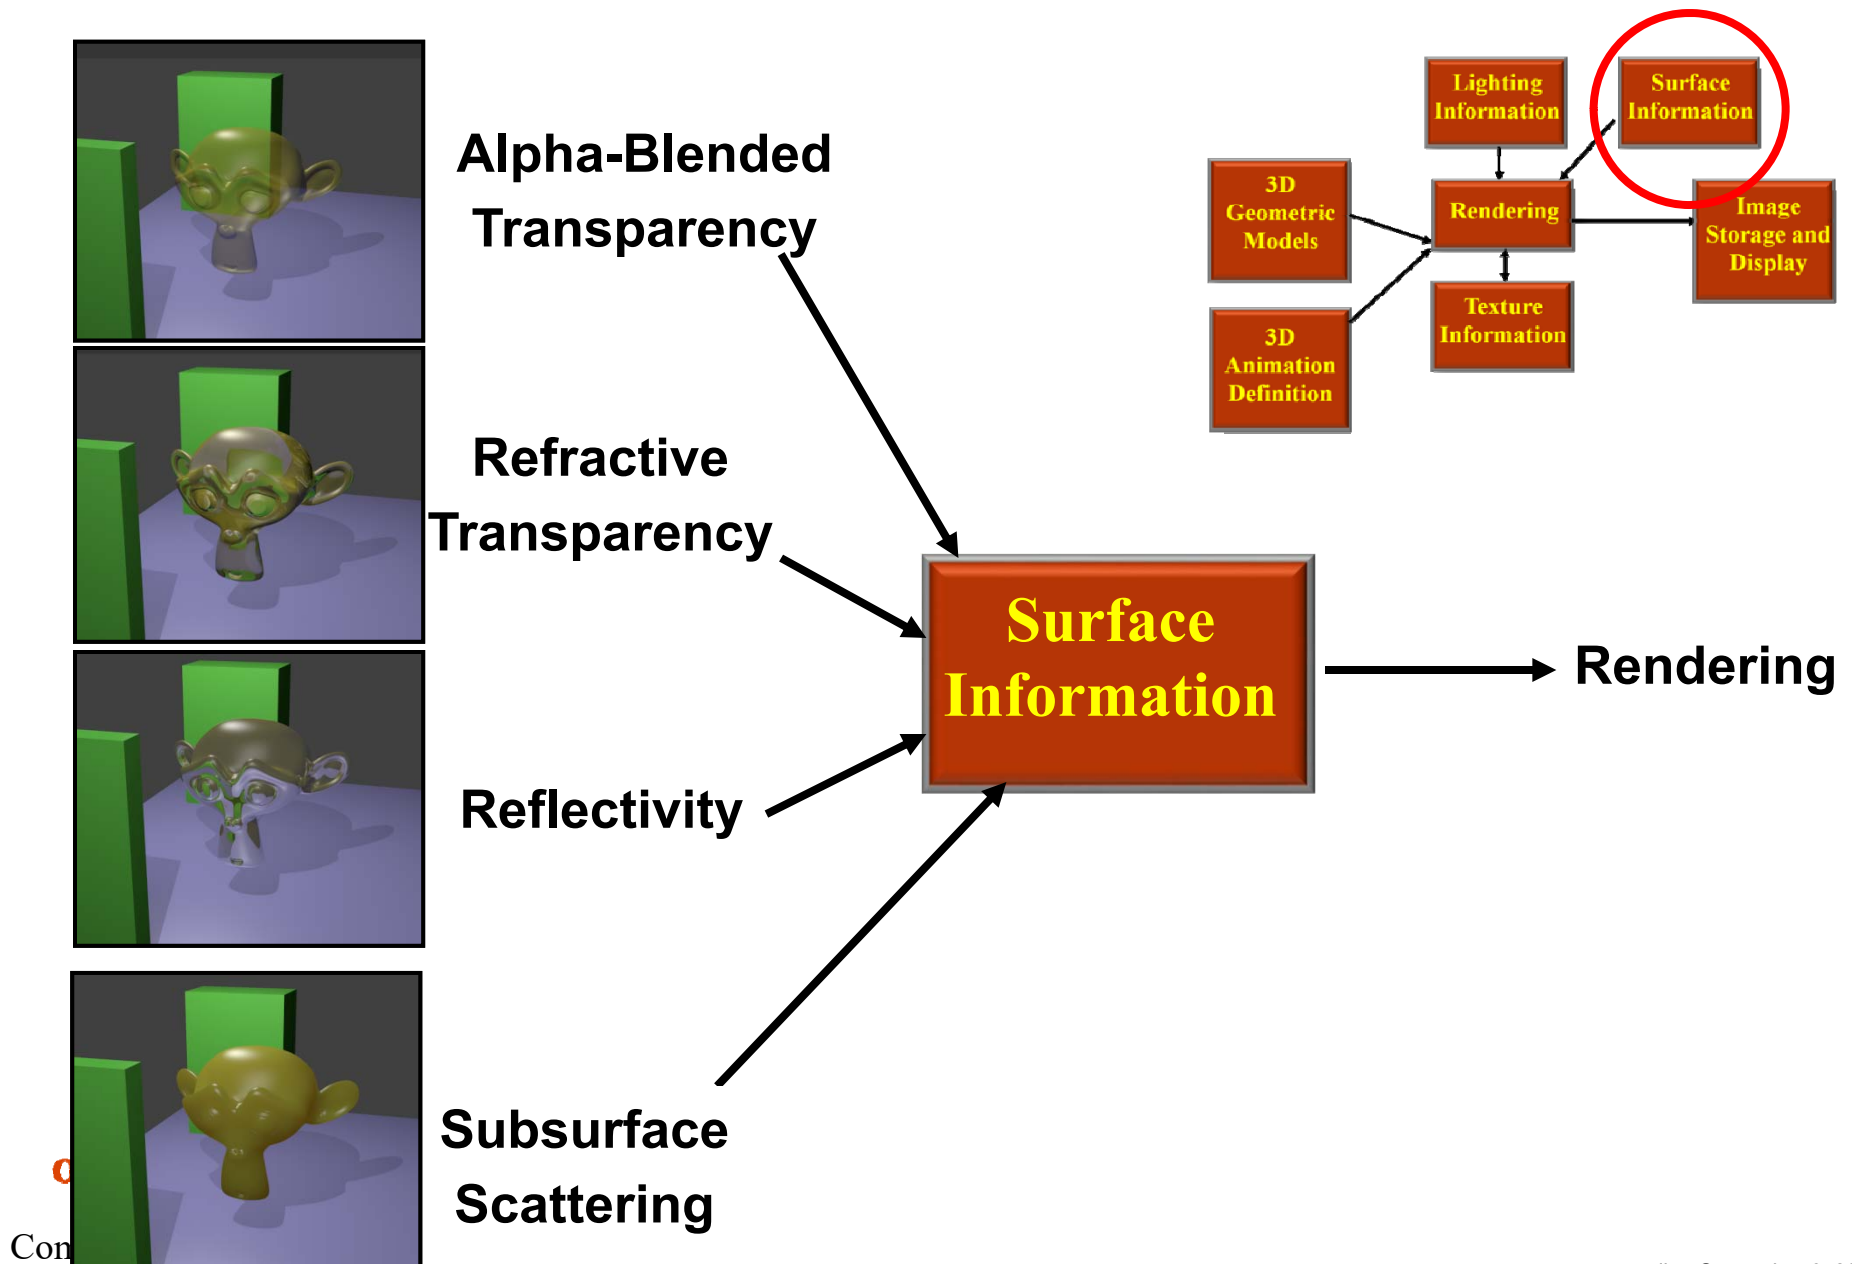 Alpha-Blended
Transparency
Refractive
Transparency
Reflectivity
Subsurface
Scattering
Surface
Information
Rendering
Lighting
Information
Surface
Information
3D
Geometric
Models
Rendering
Image
Storage and
Display
3D
Animation
Definition
Texture
Information
Con